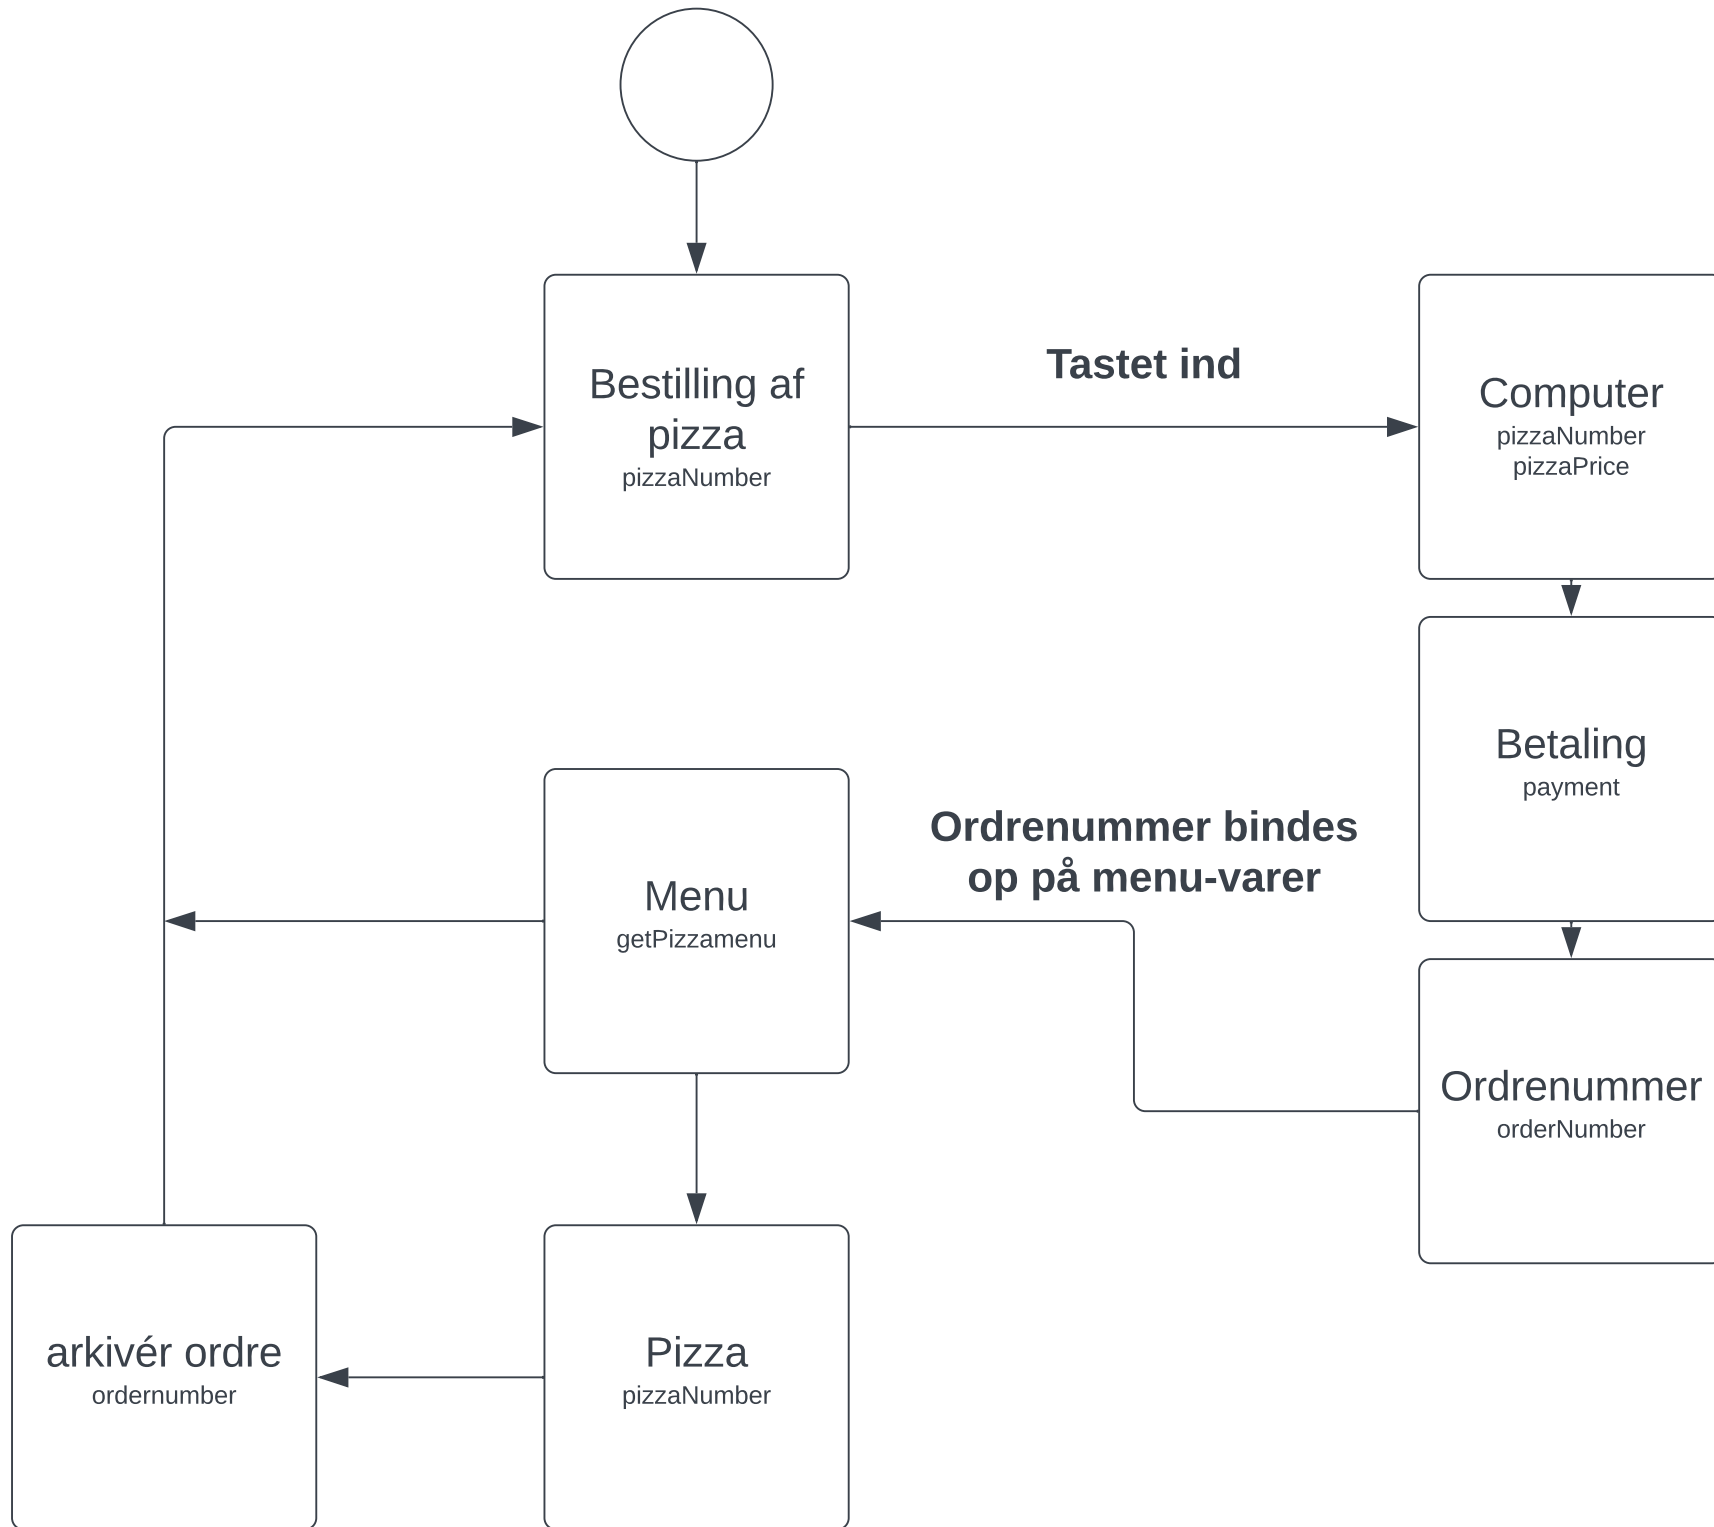 Bestilling af
pizza
pizzaNumber
Tastet ind
Computer
pizzaNumber
pizzaPrice
Betaling
payment
Ordrenummer bindes
op på menu-varer
Menu
getPizzamenu
Ordrenummer
orderNumber
arkivér ordre
ordernumber
Pizza
pizzaNumber